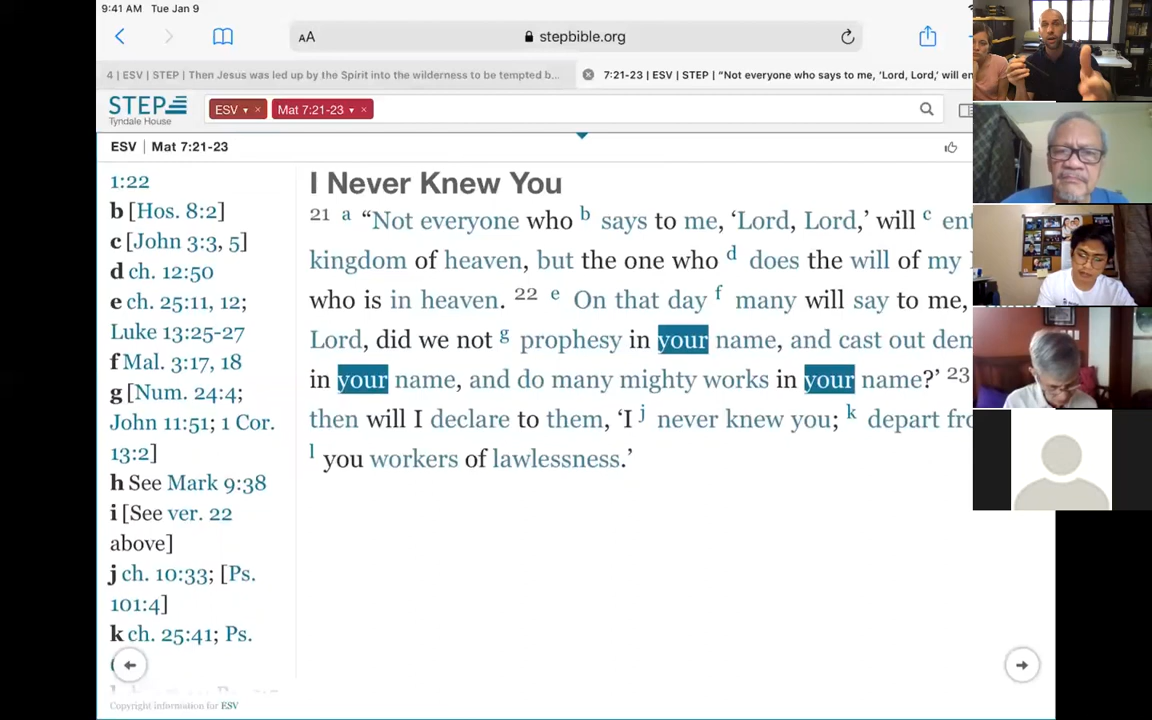 9:41 AM Tue Jan 9
AA
stepbible.org
4 | ESV | STEP | Then Jesus was led up by the Spirit into the wilderness to be tempted b...
7:21-23 | ESV | STEP | “Not everyone who says to me, ‘Lord, Lord,’ will en
STEP
Tyndale House
ESV
Mat 7:21-23
ESV | Mat 7:21-23
1:22
b [Hos. 8:2]
c [John 3:3, 5]
d ch. 12:50
e ch. 25:11, 12;
Luke 13:25-27
f Mal. 3:17, 18
g [Num. 24:4;
John 11:51; 1 Cor.
13:2]
h See Mark 9:38
i [See ver. 22
above]
j ch. 10:33; [Ps.
101:4]
k ch. 25:41; Ps.
I Never Knew You
21 a “Not everyone who b says to me, ‘Lord, Lord,’ will c ent
kingdom of heaven, but the one who d does the will of my
who is in heaven. 22 e On that day f many will say to me,
Lord, did we not g prophesy in your name, and cast out dem
in your name, and do many mighty works in your name?’ 23
then will I declare to them, ‘I j never knew you; k depart fro
l you workers of lawlessness.’
Copyright information for ESV